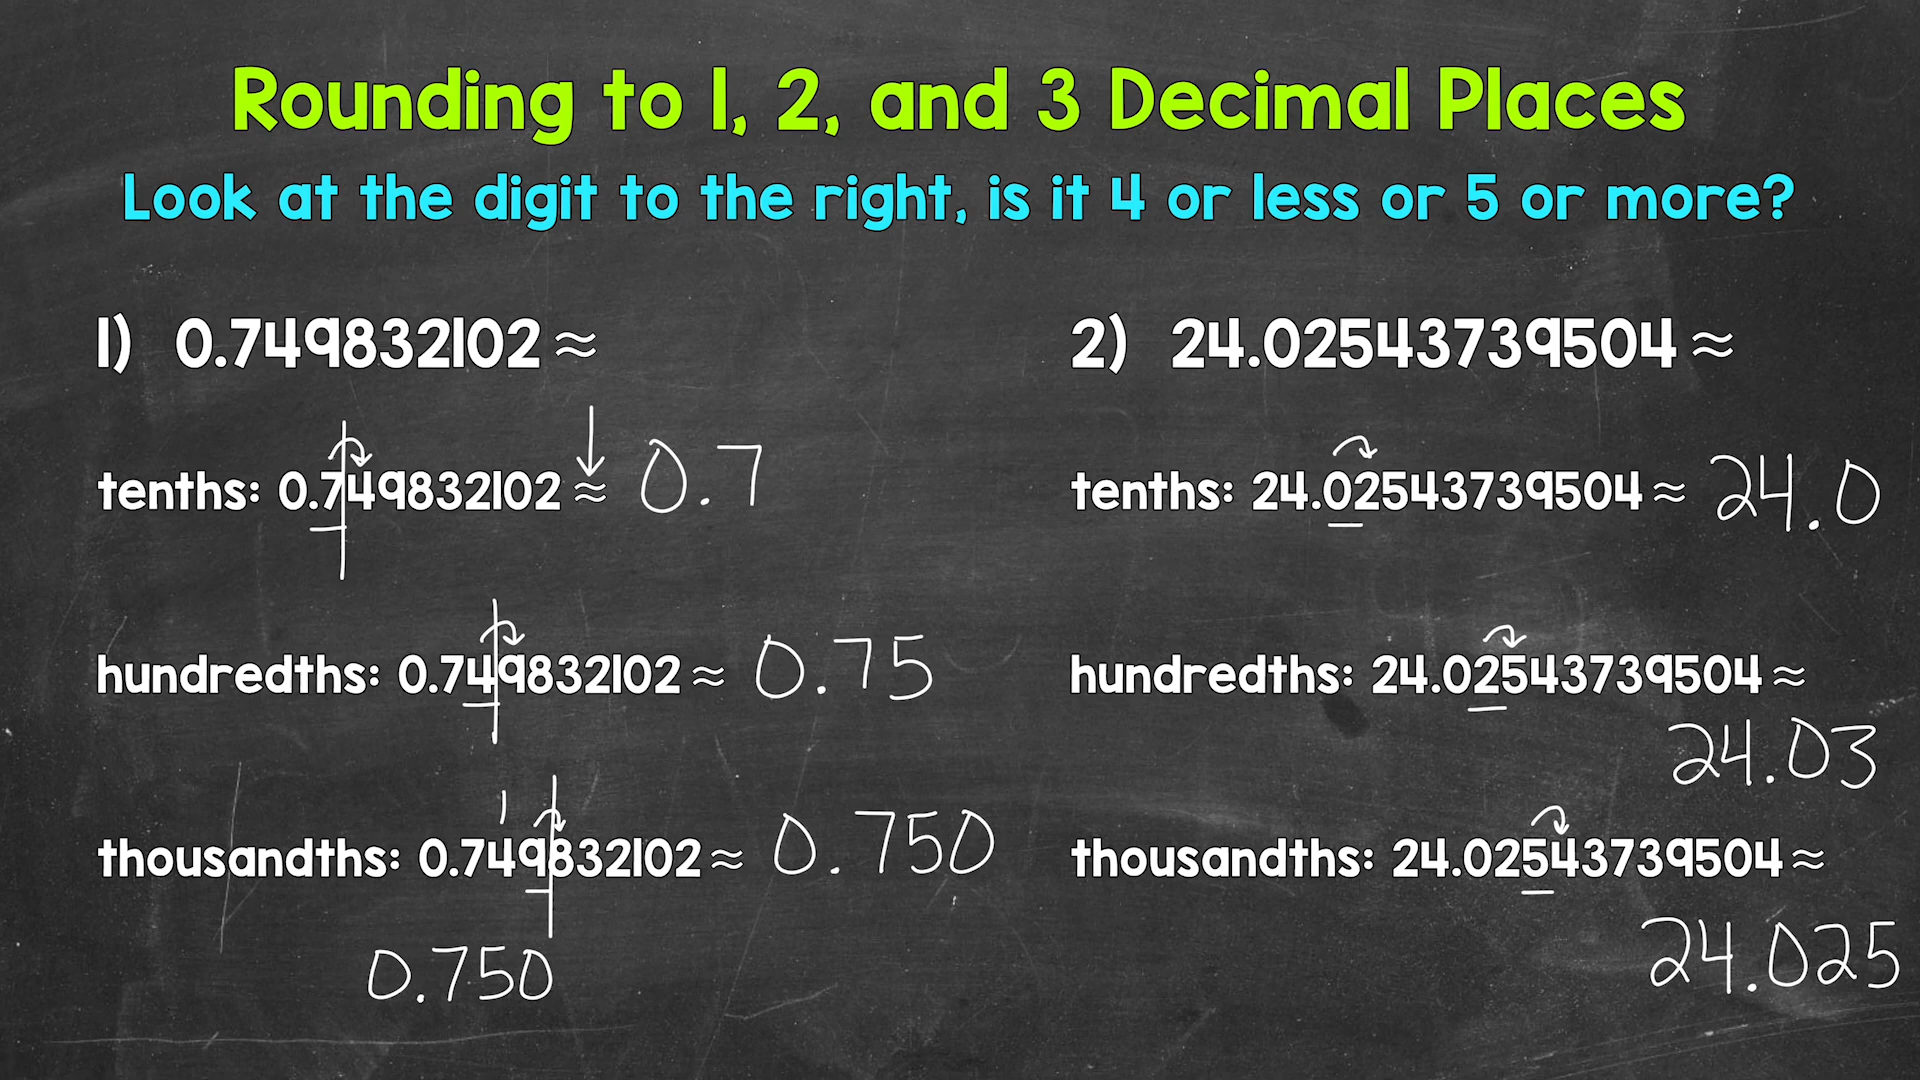 Rounding to 1, 2, and 3 Decimal Places
Look at the digit to the right, is it 4 or less or 5 or more?
1) 0.749832102 ≈
tenths: 0.749832102 ≈ 0.7
hundredths: 0.749832102 ≈ 0.75
1
thousandths: 0.749832102 ≈ 0.750
0.750
2) 24.02543739504 ≈
tenths: 24.02543739504 ≈ 24.0
hundredths: 24.02543739504 ≈
24.03
thousandths: 24.02543739504 ≈
24.025